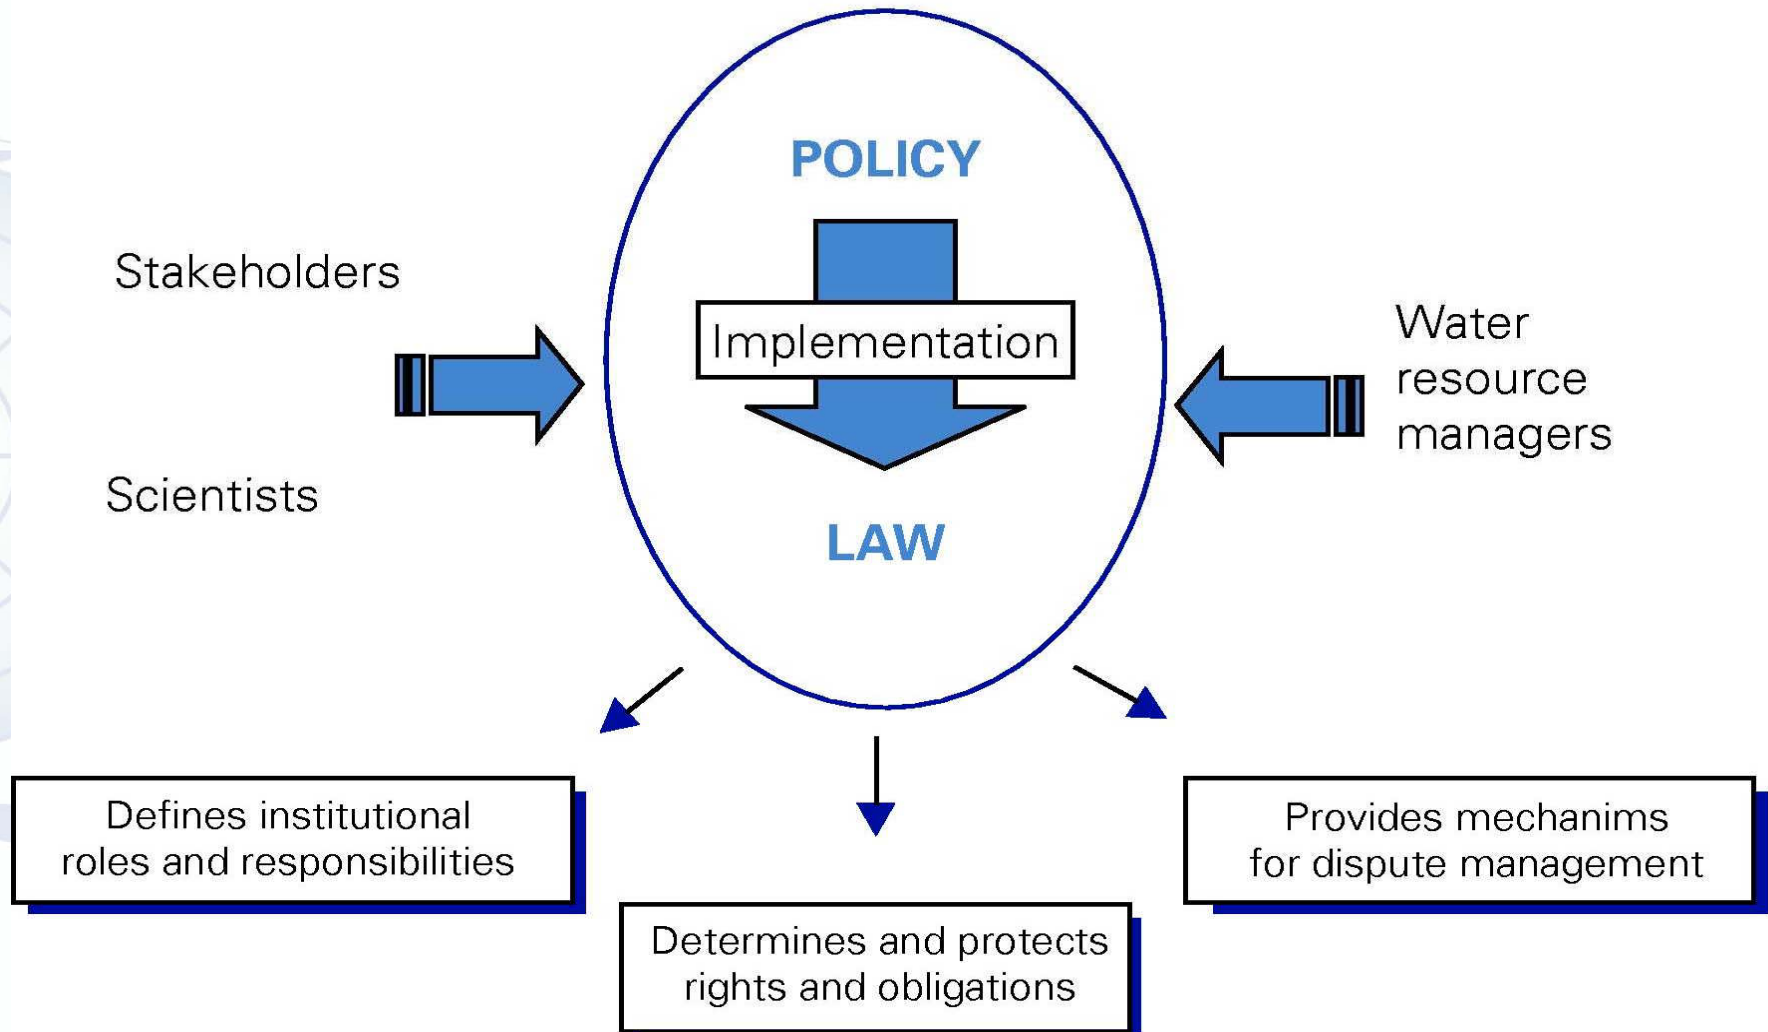 POLICY
Stakeholders
Implementation
Water
resource
managers
Scientists
LAW
Defines institutional
roles and responsibilities
Provides mechanims
for dispute management
Determines and protects
rights and obligations